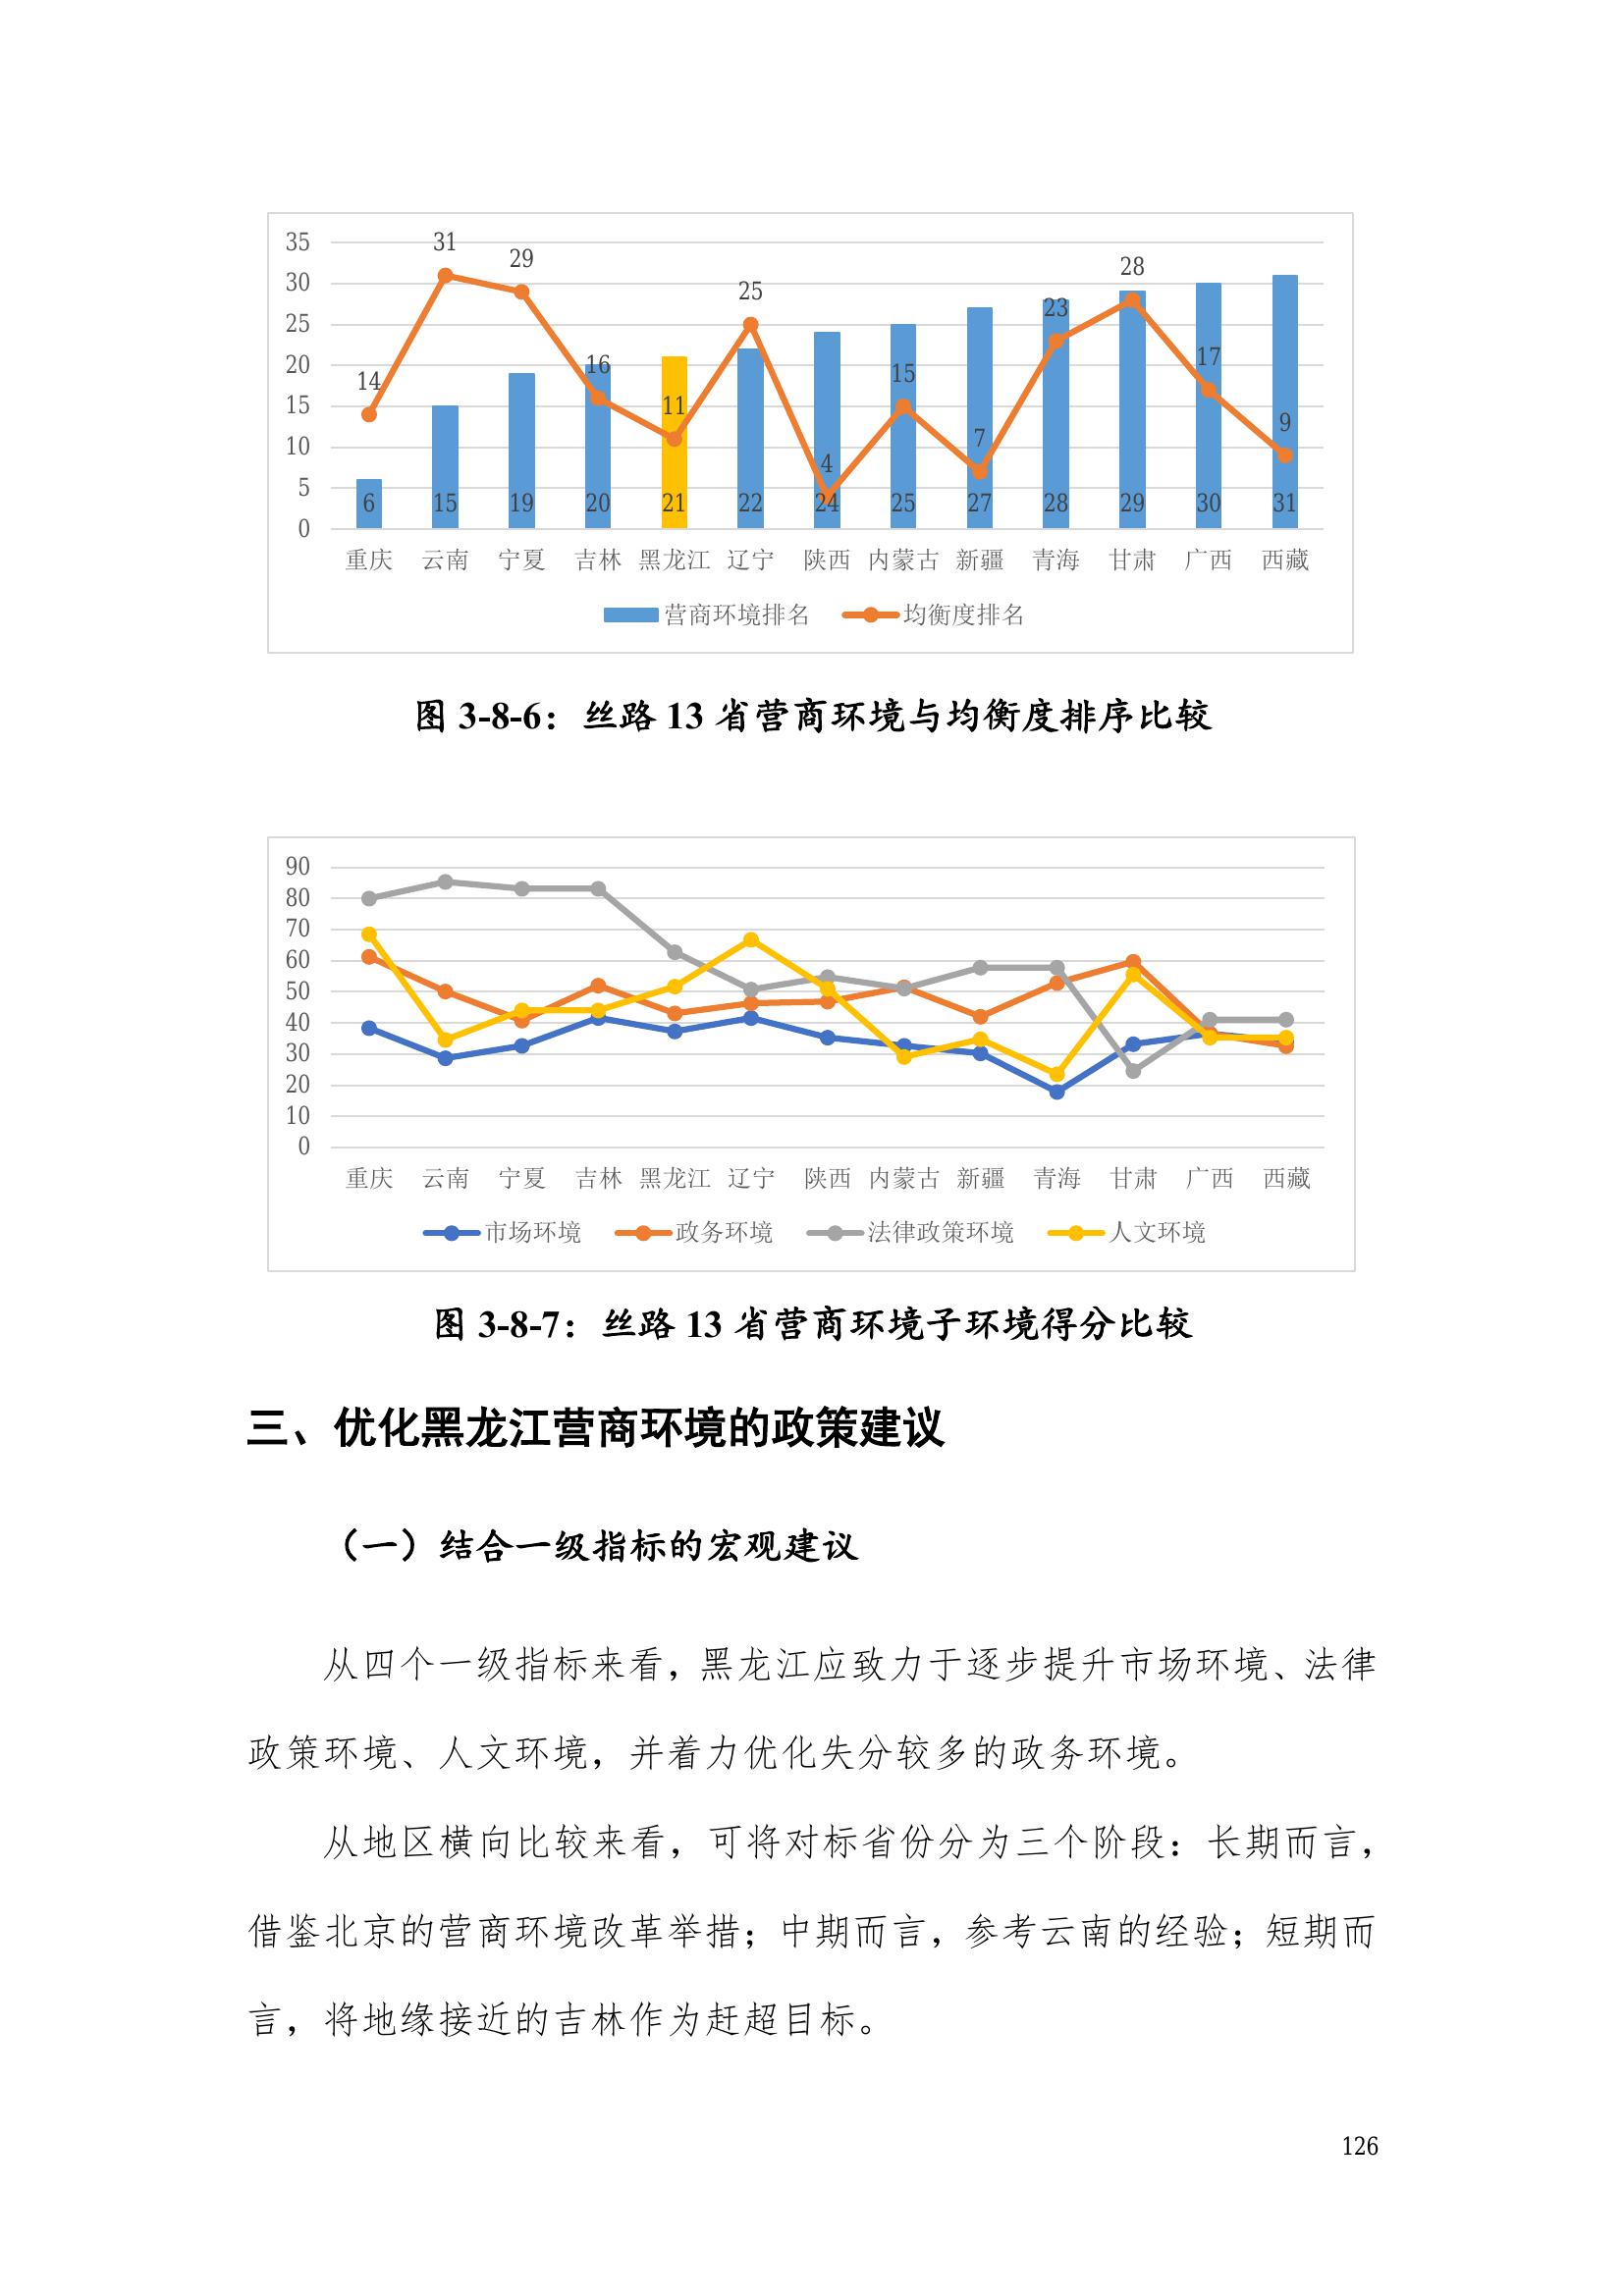 35
30
25
20
15
10
5
0
14 31 29 16 11 25 4 15 7 23 28 17 9
6 15 19 20 21 22 24 25 27 28 29 30 31
重庆 云南 宁夏 吉林 黑龙江 辽宁 陕西 内蒙古 新疆 青海 甘肃 广西 西藏
营商环境排名 均衡度排名
图 3-8-6：丝路 13 省营商环境与均衡度排序比较
90
80
70
60
50
40
30
20
10
0
重庆 云南 宁夏 吉林 黑龙江 辽宁 陕西 内蒙古 新疆 青海 甘肃 广西 西藏
市场环境 政务环境 法律政策环境 人文环境
图 3-8-7：丝路 13 省营商环境子环境得分比较
三、优化黑龙江营商环境的政策建议
（一）结合一级指标的宏观建议
从四个一级指标来看，黑龙江应致力于逐步提升市场环境、法律
政策环境、人文环境，并着力优化失分较多的政务环境。
从地区横向比较来看，可将对标省份分为三个阶段：长期而言，
借鉴北京的营商环境改革举措；中期而言，参考云南的经验；短期而
言，将地缘接近的吉林作为赶超目标。
126